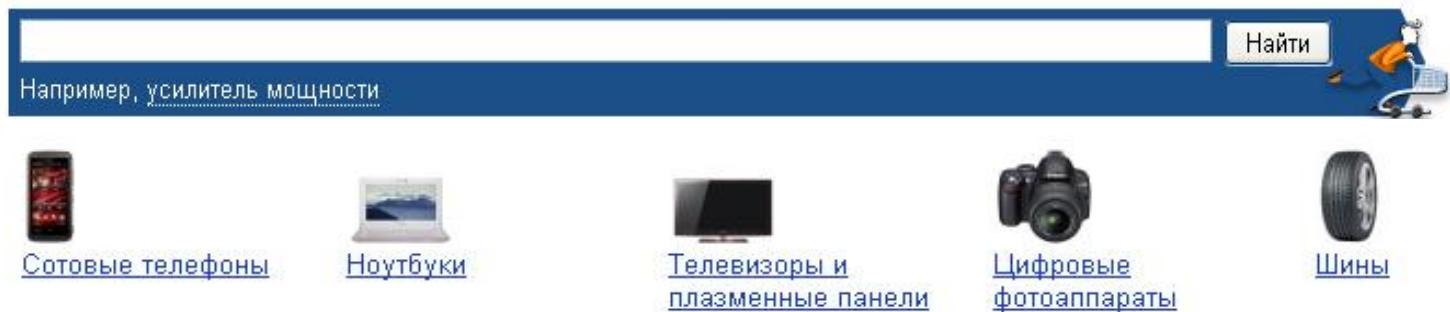 Найти
Например, усилитель мощности
Сотовые телефоны
Ноутбуки
Телевизоры и
плазменные панели
Цифровые
фотоаппараты
Шины